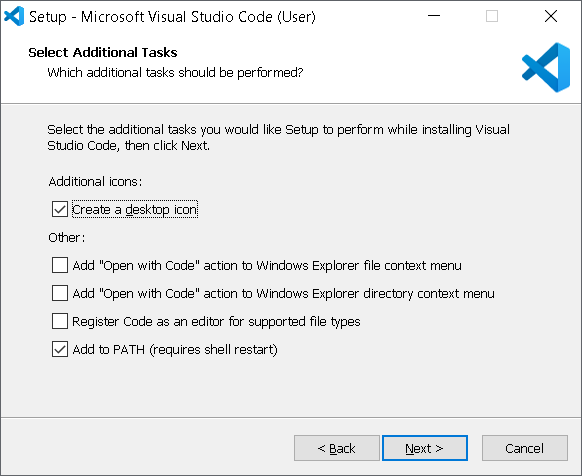 Setup - Microsoft Visual Studio Code (User)
Select Additional Tasks
Which additional tasks should be performed?
Select the additional tasks you would like Setup to perform while installing Visual
Studio Code, then click Next.
Additional icons:
Create a desktop icon
Other:
Add "Open with Code" action to Windows Explorer file context menu
Add "Open with Code" action to Windows Explorer directory context menu
Register Code as an editor for supported file types
Add to PATH (requires shell restart)
< Back
Next >
Cancel